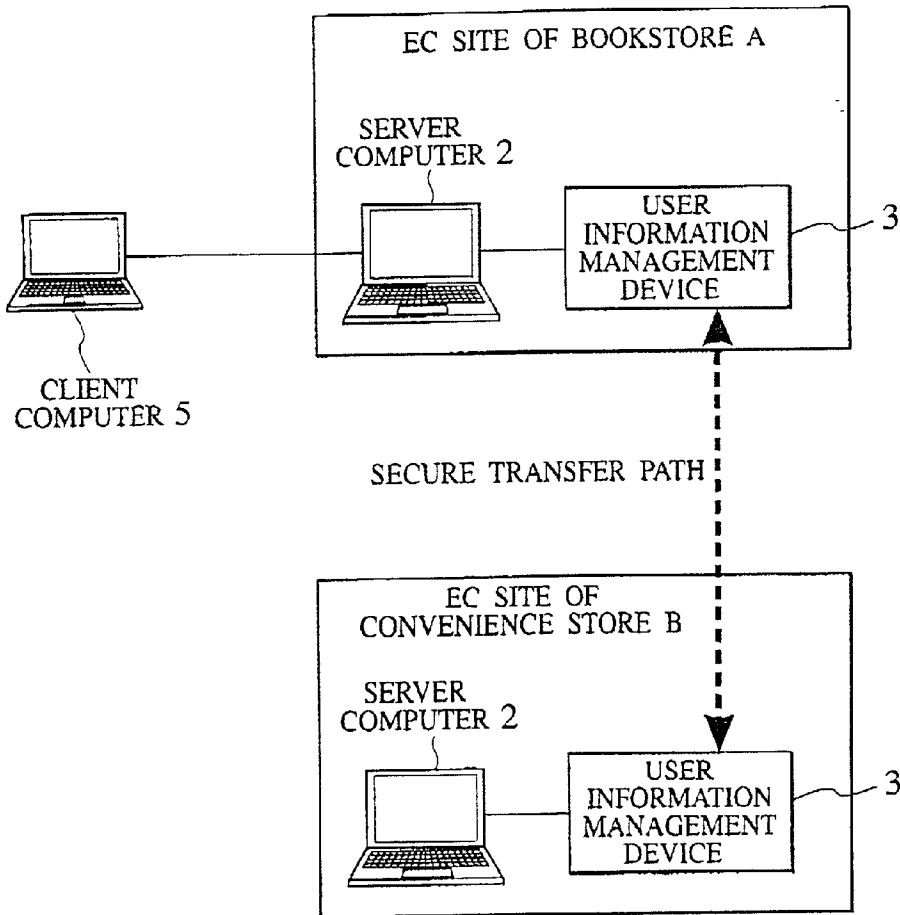 EC SITE OF BOOKSTORE A
SERVER
COMPUTER 2
USER
INFORMATION
MANAGEMENT
DEVICE
3
CLIENT
COMPUTER 5
SECURE TRANSFER PATH
EC SITE OF
CONVENIENCE STORE B
SERVER
COMPUTER 2
USER
INFORMATION
MANAGEMENT
DEVICE
3